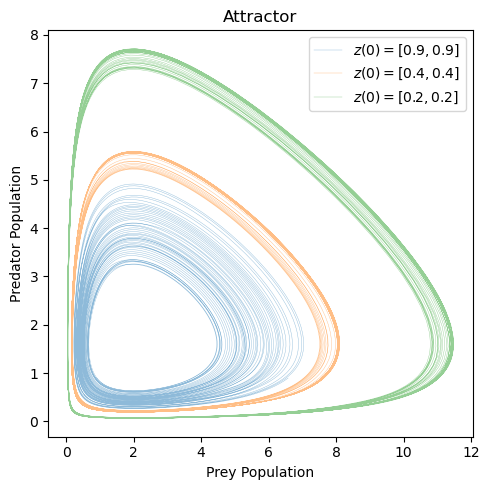 Attractor
z(0) = [0.9, 0.9]
z(0) = [0.4, 0.4]
z(0) = [0.2, 0.2]
Predator Population
8
7
6
5
4
3
2
1
0
0 2 4 6 8 10 12
Prey Population